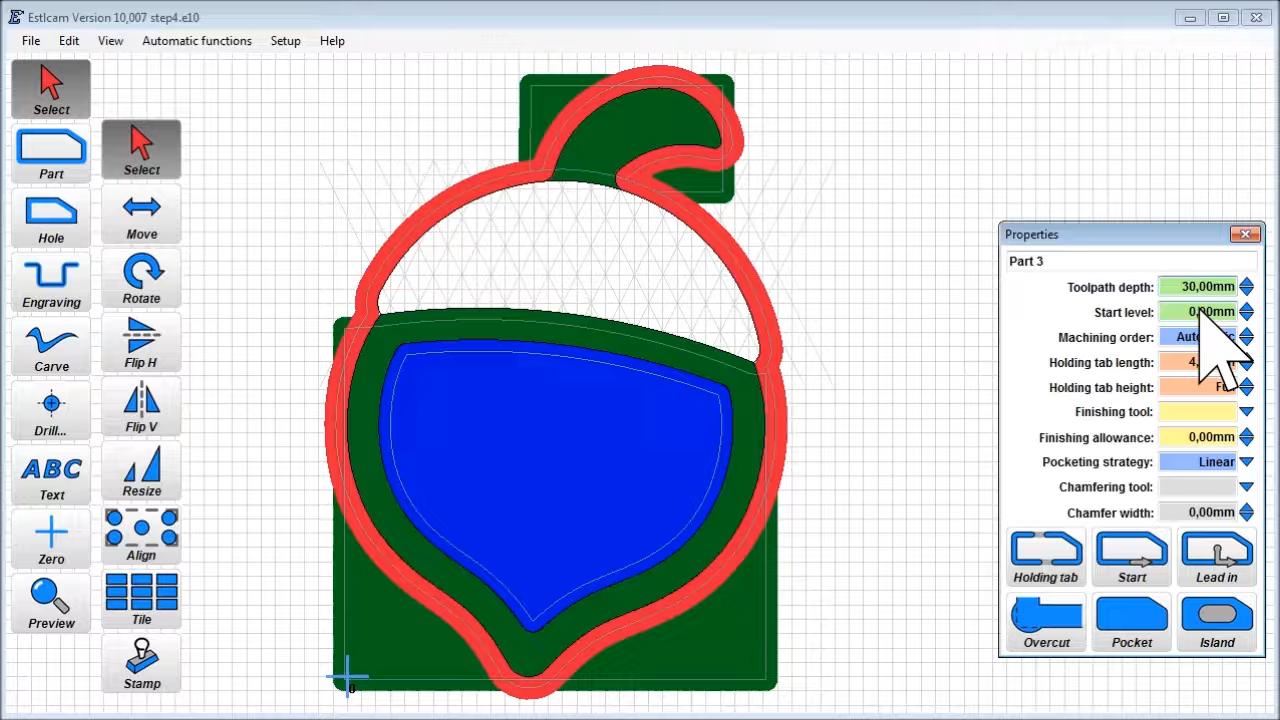 Estlcam Version 10,007 step4.e10
File Edit View Automatic functions Setup Help
Select
Part
Hole
Engraving
Carve
Drill...
ABC
Text
Zero
Preview
Select
Move
Rotate
Flip H
Flip V
Resize
Align
Tile
Stamp
0
Properties
Part 3
Toolpath depth: 30,00mm
Start level:
Machining order:
Holding tab length:
Holding tab height:
Finishing tool:
Finishing allowance: 0,00mm
Pocketing strategy: Linear
Chamfering tool:
Chamfer width: 0,00mm
Holding tab Start Lead in
Overcut Pocket Island